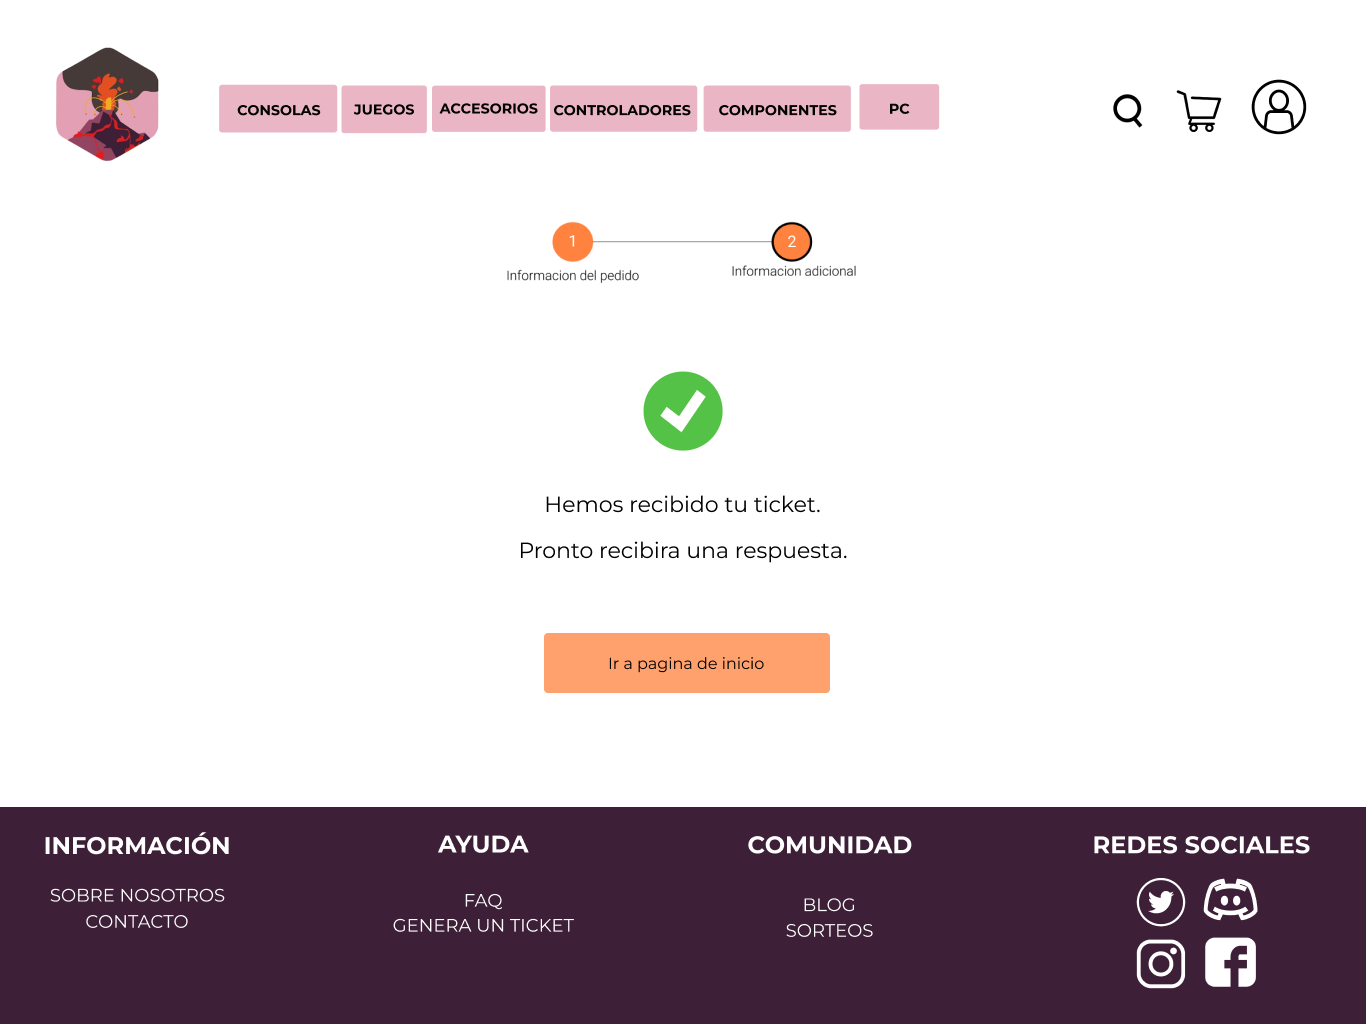 CONSOLAS
JUEGOS
ACCESORIOS
CONTROLADORES
COMPONENTES
PC
1
2
Informacion del pedido
Informacion adicional
Hemos recibido tu ticket.
Pronto recibira una respuesta.
Ir a pagina de inicio
INFORMACIÓN
SOBRE NOSOTROS
CONTACTO
AYUDA
FAQ
GENERA UN TICKET
COMUNIDAD
BLOG
SORTEOS
REDES SOCIALES